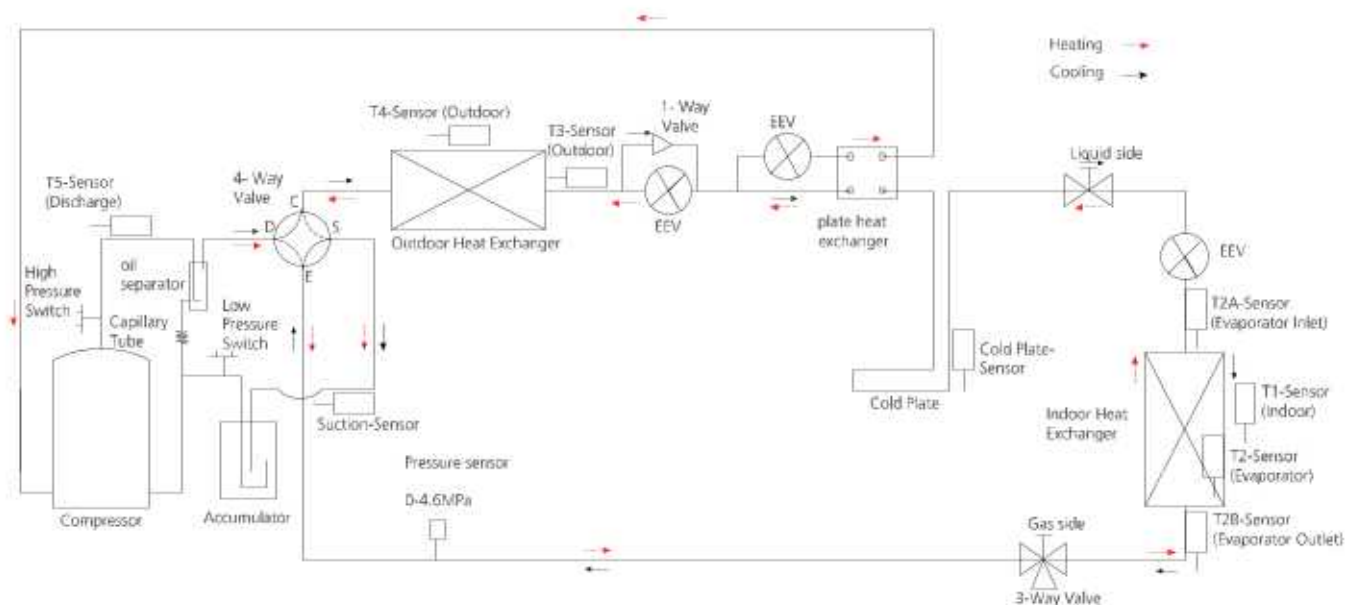 Heating
Cooling
T4-Sensor (Outdoor)
1- Way
Valve
EEV
T3-Sensor
(Outdoor)
Liquid side
T5-Sensor
(Discharge)
4- Way
Valve
C
D
S
E
Outdoor Heat Exchanger
EEV
plate heat
exchanger
EEV
High
Pressure
Switch
oil
separator
Capillary
Tube
Low
Pressure
Switch
T2A-Sensor
(Evaporator Inlet)
Cold Plate-
Sensor
Cold Plate
Suction-Sensor
Indoor Heat
Exchanger
T1-Sensor
(Indoor)
T2-Sensor
(Evaporator)
Pressure sensor
0-4.6MPa
Compressor
Accumulator
Gas side
T2B-Sensor
(Evaporator Outlet)
3-Way Valve